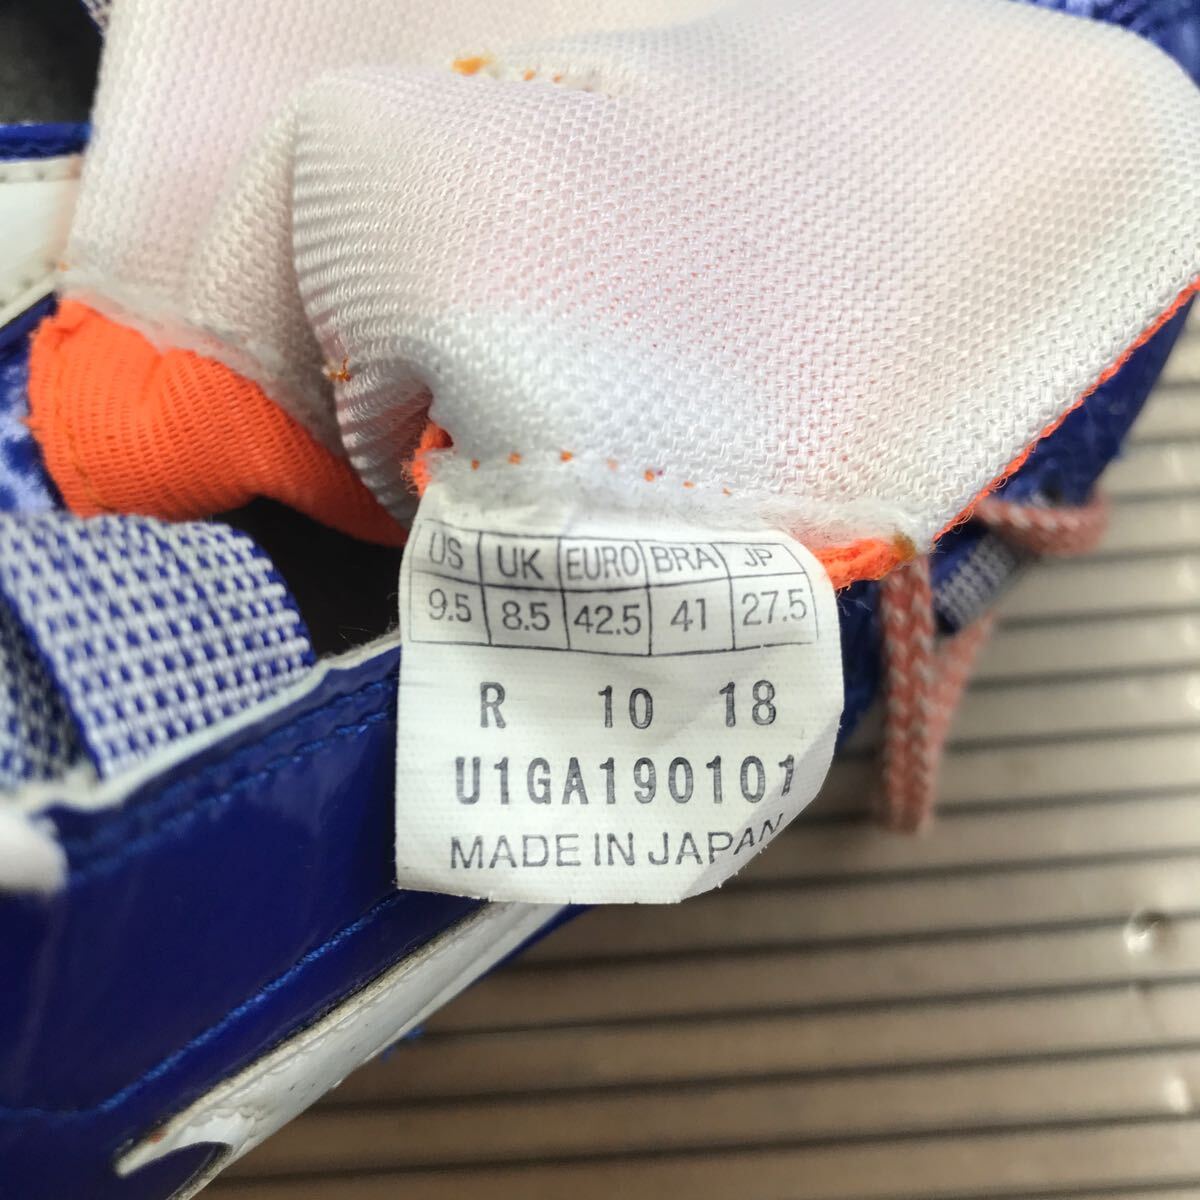 US UK EURO BRA JP
9.5 8.5 42.5 41 27.5
R 10 18
U1GA190101
MADE IN JAPAN